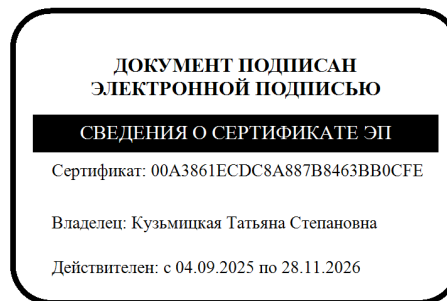 ДОКУМЕНТ ПОДПИСАН
ЭЛЕКТРОННОЙ ПОДПИСЬЮ
СВЕДЕНИЯ О СЕРТИФИКАТЕ ЭП
Сертификат: 00A3861ECDC8A887B8463BB0CFE
Владелец: Кузьмицкая Татьяна Степановна
Действителен: с 04.09.2025 по 28.11.2026